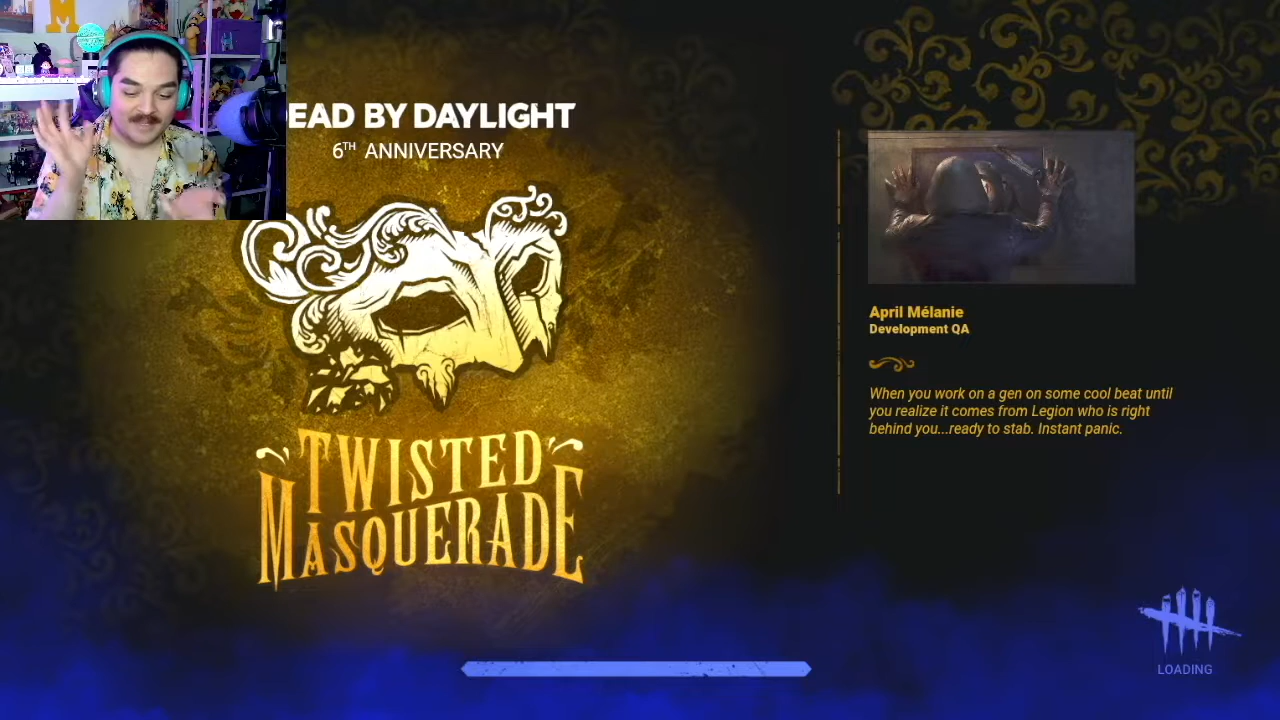 M
EAD BY DAYLIGHT
6TH ANNIVERSARY
TWISTED
MASQUERADE
April Mélanie
Development QA
When you work on a gen on some cool beat until
you realize it comes from Legion who is right
behind you...ready to stab. Instant panic.
LOADING